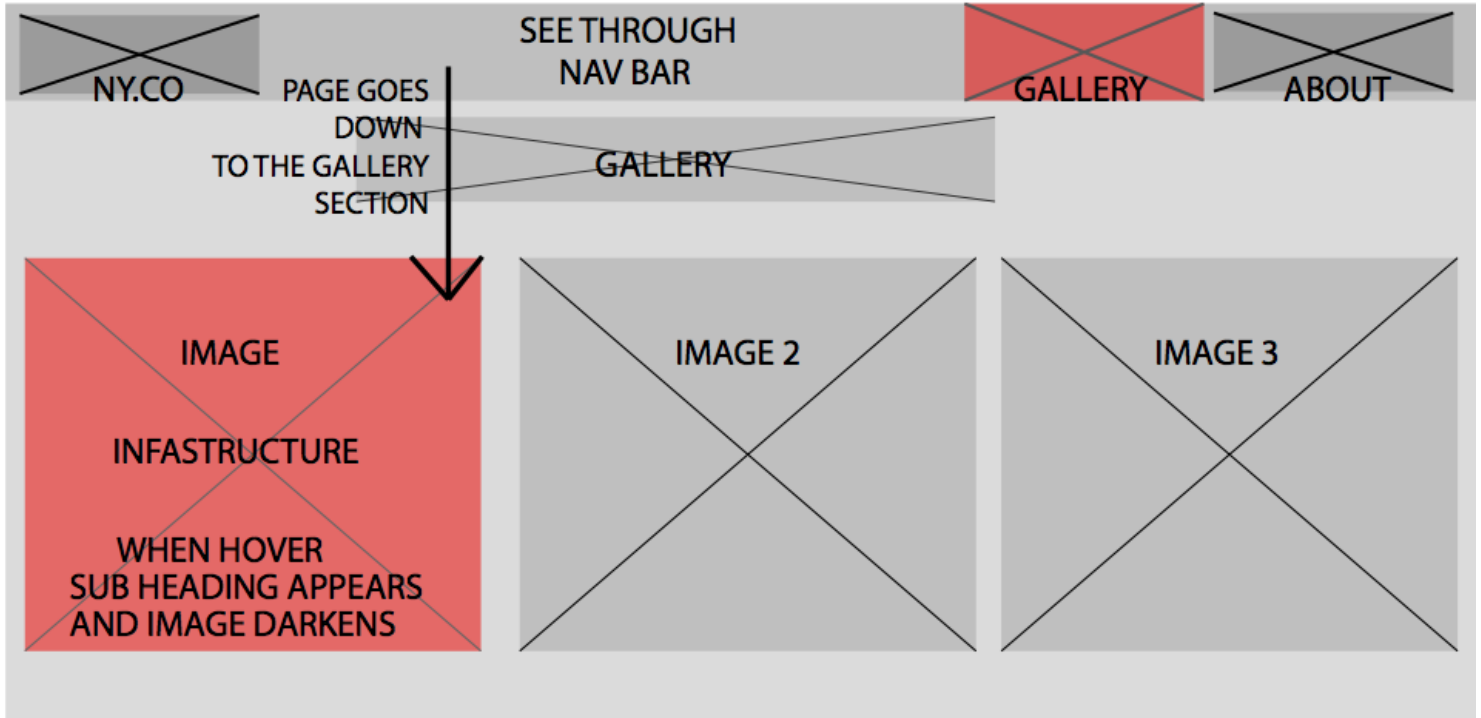 SEE THROUGH
NAV BAR
NY.CO
GALLERY
ABOUT
PAGE GOES
DOWN
TO THE GALLERY
SECTION
GALLERY
IMAGE
INFASTRUCTURE
WHEN HOVER
SUB HEADING APPEARS
AND IMAGE DARKENS
IMAGE 2
IMAGE 3